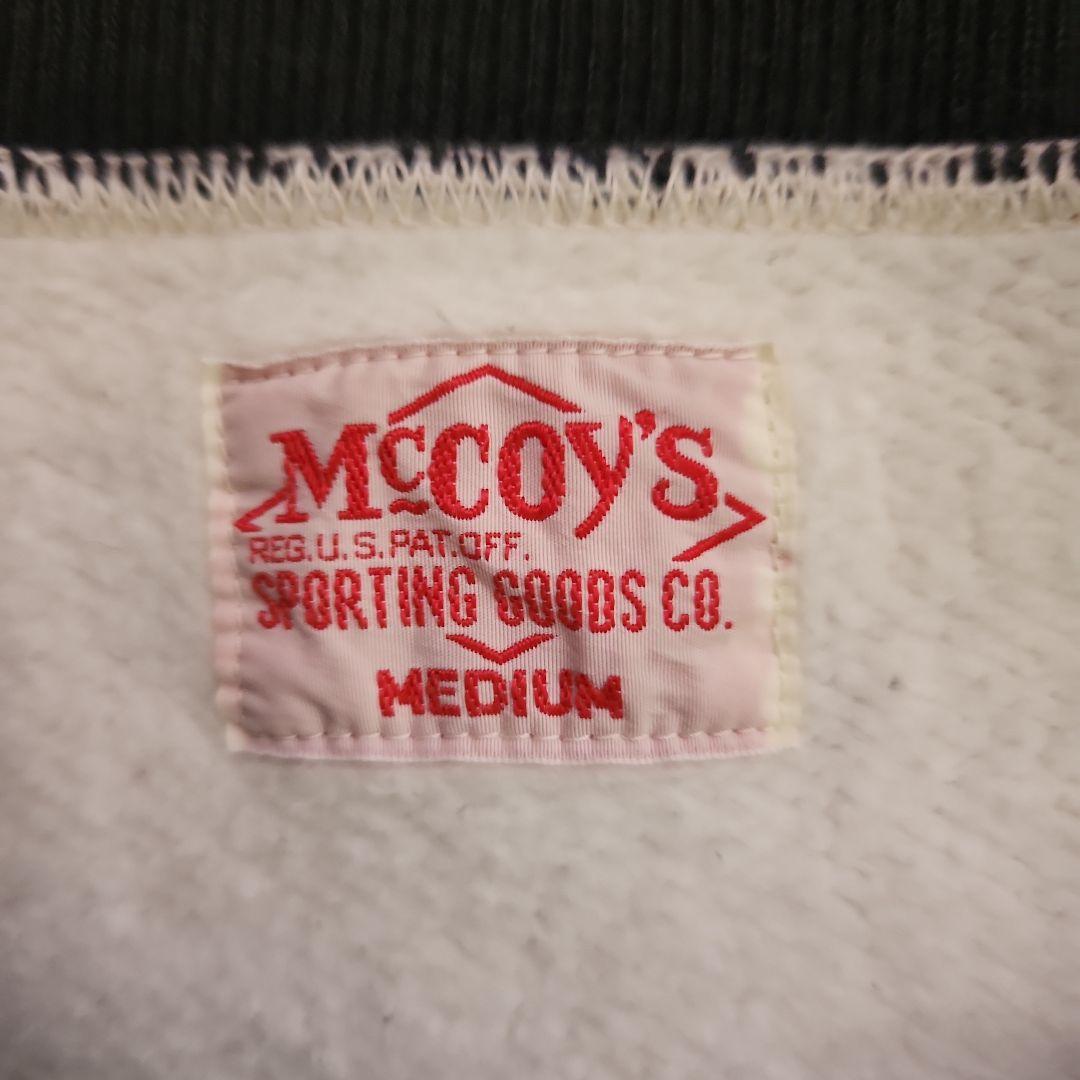 McCOY'S
REG.U.S.PAT.OFF.
SPORTING GOODS CO.
MEDIUM